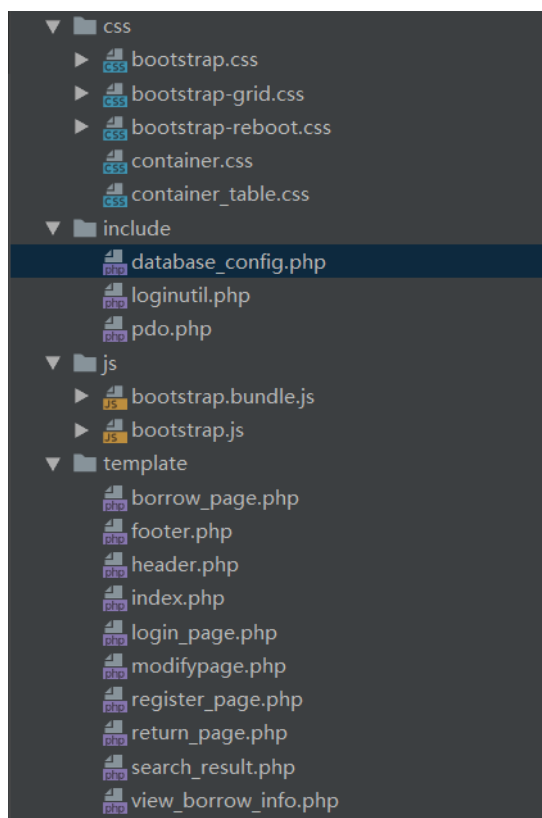 css
bootstrap.css
bootstrap-grid.css
bootstrap-reboot.css
container.css
container_table.css
include
database_config.php
loginutil.php
pdo.php
js
bootstrap.bundle.js
bootstrap.js
template
borrow_page.php
footer.php
header.php
index.php
login_page.php
modifypage.php
register_page.php
return_page.php
search_result.php
view_borrow_info.php